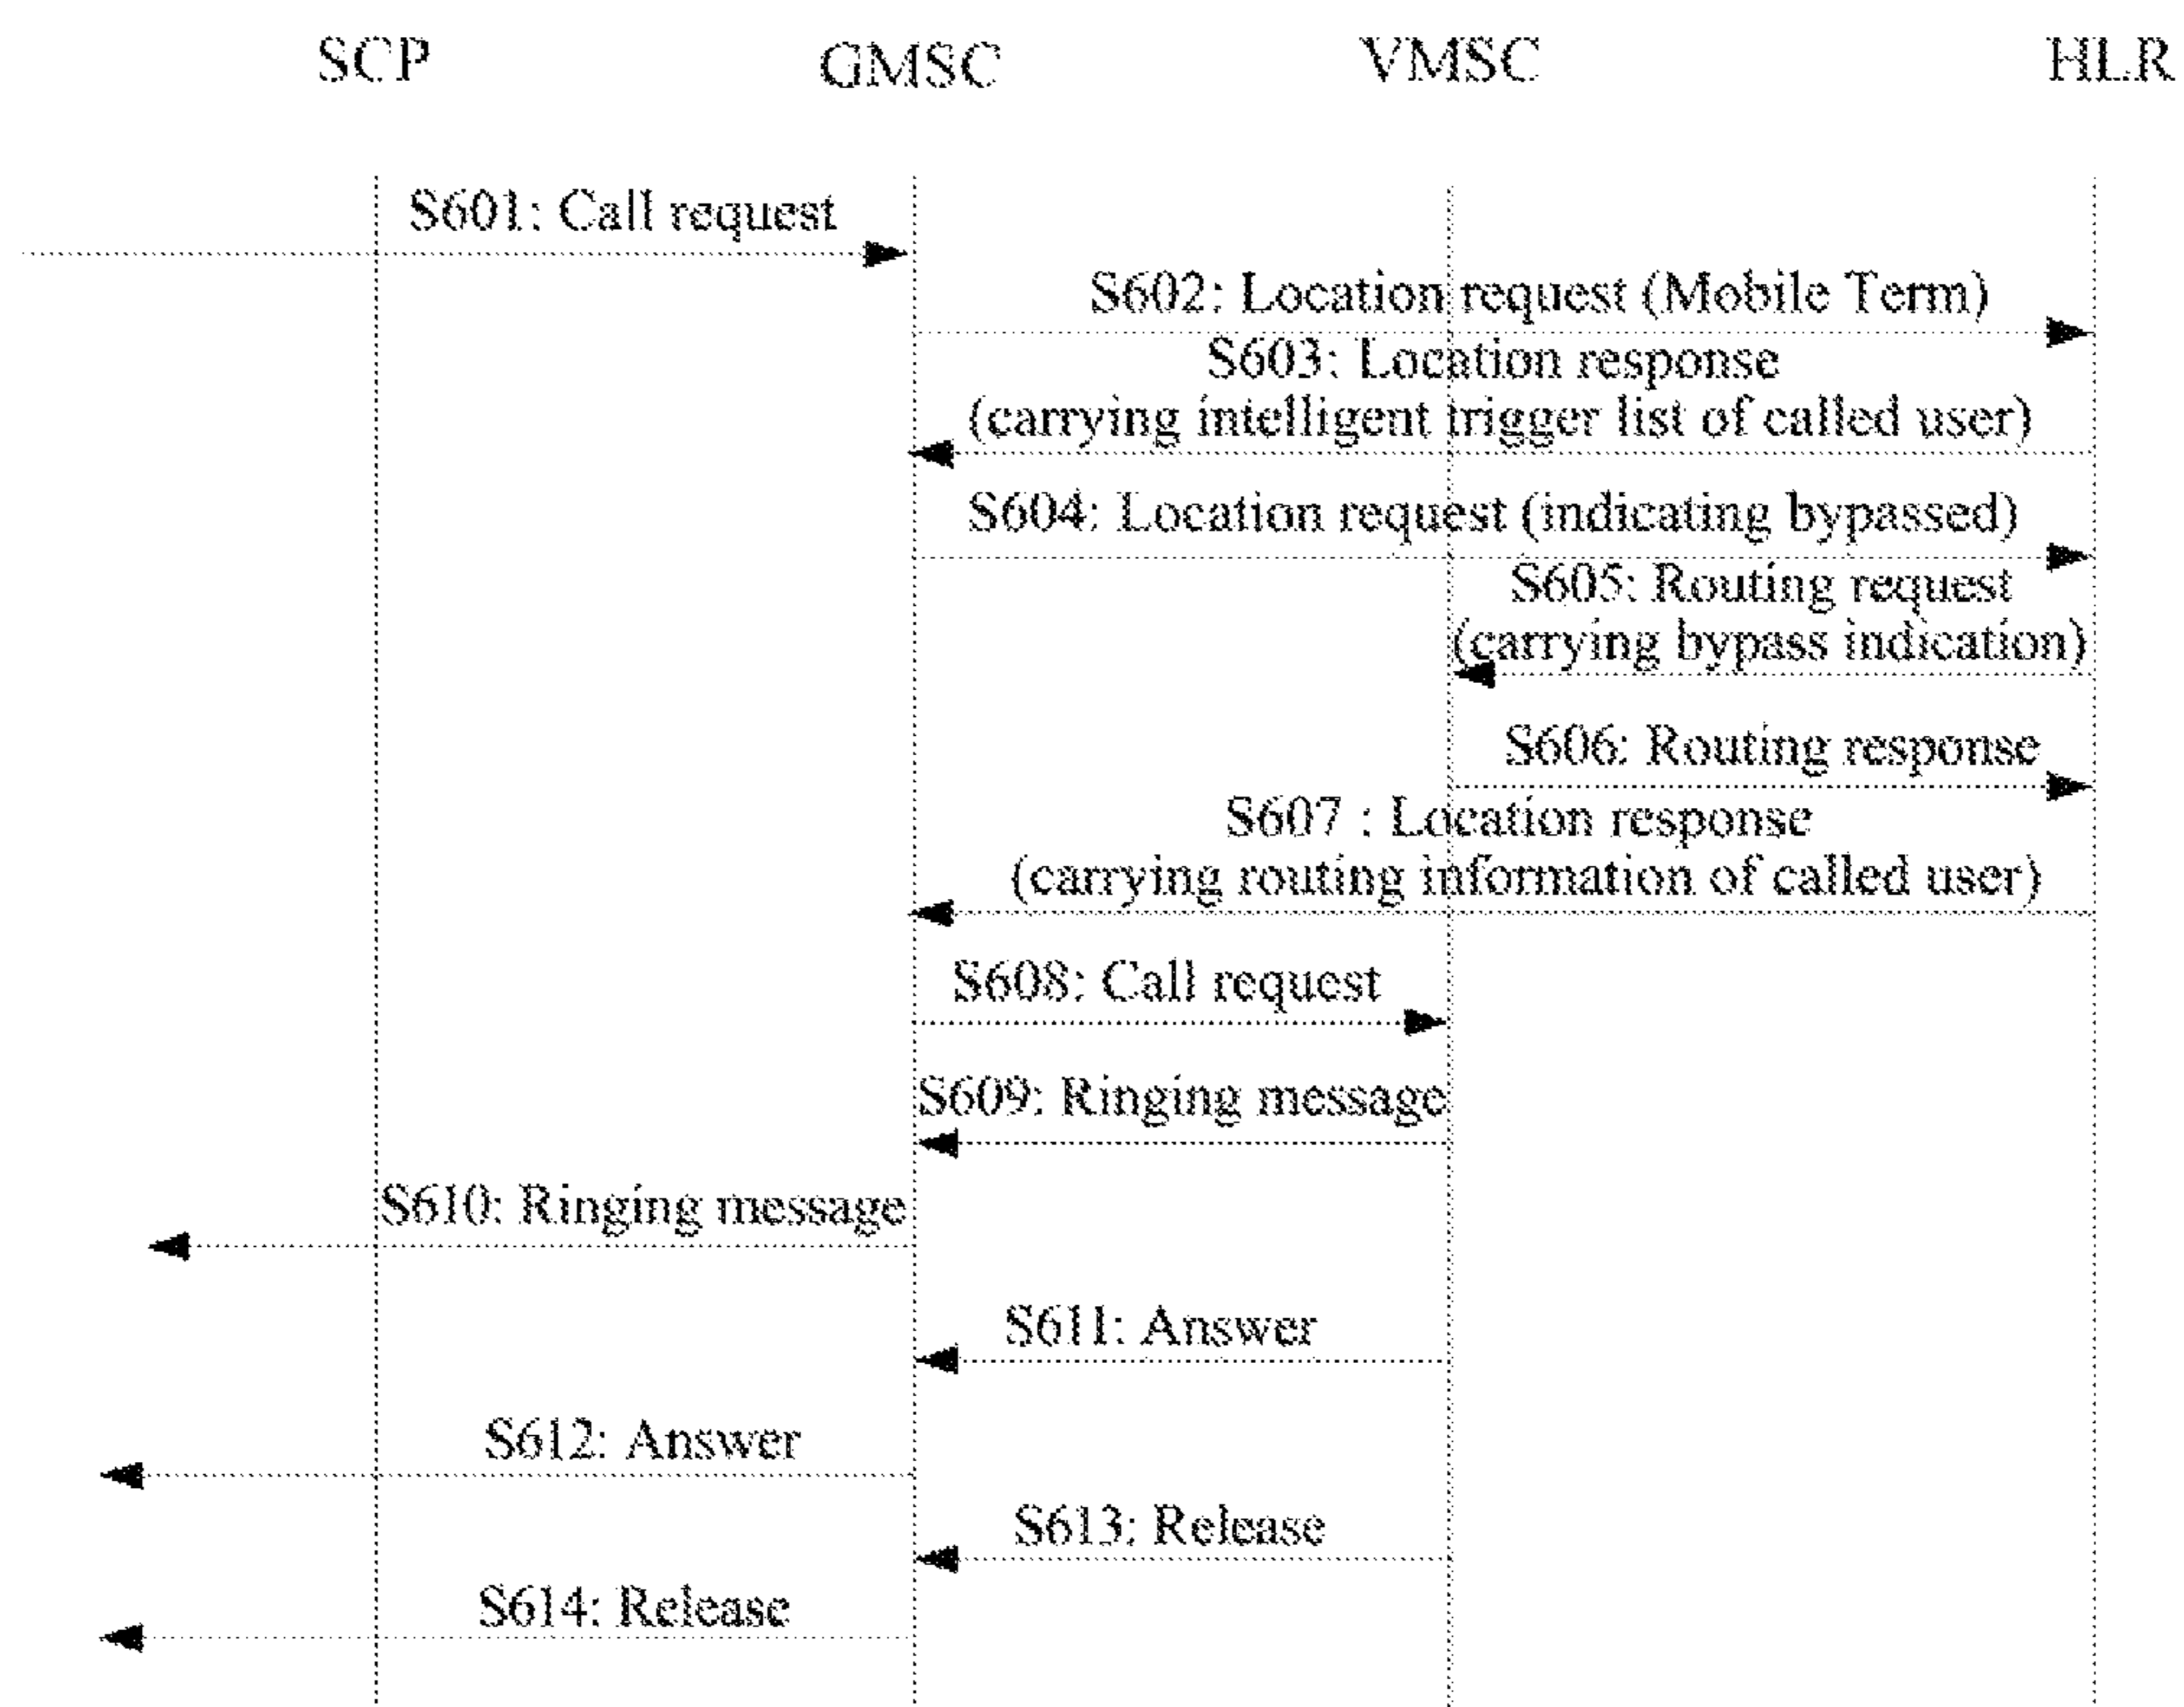 SCP GMSC VMSC HLR
S601: Call request
S602: Location request (Mobile Term)
S603: Location response
(carrying intelligent trigger list of called user)
S604: Location request (indicating bypassed)
S605: Routing request
(carrying bypass indication)
S606: Routing response
S607 : Location response
(carrying routing information of called user)
S608: Call request
S609: Ringing message
S610: Ringing message
S611: Answer
S612: Answer
S613: Release
S614: Release